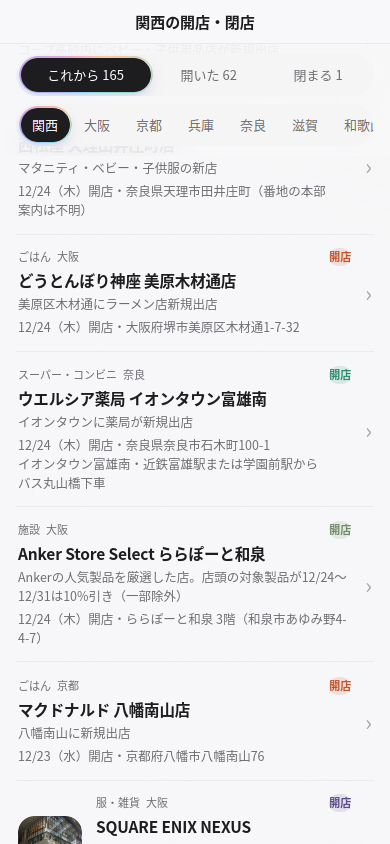 関西の開店・閉店
これから 165
開いた 62
閉まる 1
関西
大阪
京都
兵庫
奈良
滋賀
マタニティ・ベビー・子供服の新店
12/24（木）開店・奈良県天理市田井庄町（番地の本部
案内は不明）
ごはん 大阪
開店
どうとんぼり神座 美原木材通店
美原区木材通にラーメン店新規出店
12/24（木）開店・大阪府堺市美原区木材通1-7-32
スーパー・コンビニ 奈良
開店
ウエルシア薬局 イオンタウン富雄南
イオンタウンに薬局が新規出店
12/24（木）開店・奈良県奈良市石木町100-1
イオンタウン富雄南・近鉄富雄駅または学園前駅から
バス丸山橋下車
施設 大阪
開店
Anker Store Select ららぽーと和泉
Ankerの人気製品を厳選した店。店頭の対象製品が12/24〜
12/31は10%引き（一部除外）
12/24（木）開店・ららぽーと和泉 3階（和泉市あゆみ野4-
4-7）
ごはん 京都
開店
マクドナルド 八幡南山店
八幡南山に新規出店
12/23（水）開店・京都府八幡市八幡南山76
服・雑貨 大阪
開店
SQUARE ENIX NEXUS